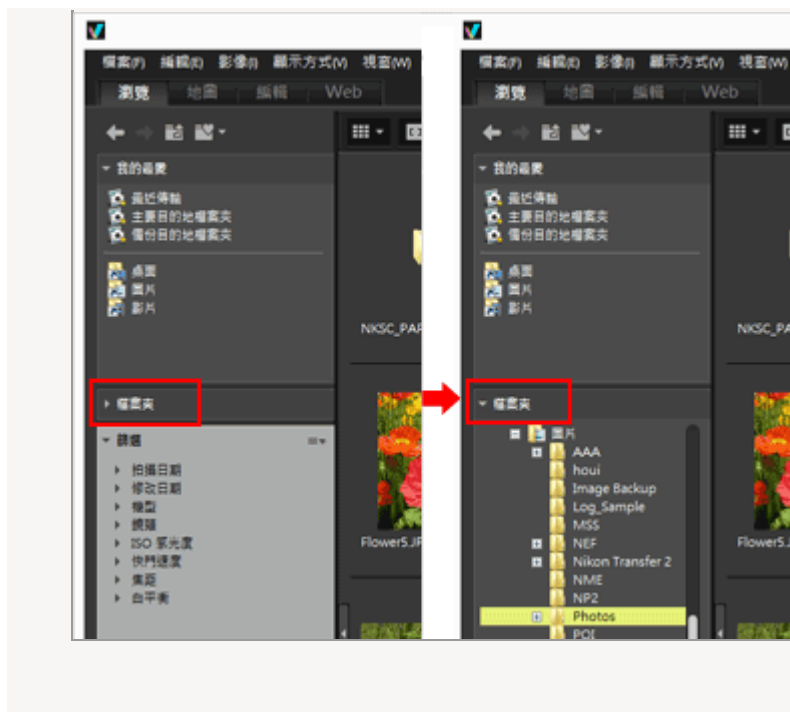 檔案(F) 編輯(E) 影像(I) 顯示方式(V) 視窗(W)
瀏覽 地圖 編輯 Web
我的最愛
最近傳輸
主要目的地檔案夾
備份目的地檔案夾
桌面
圖片
影片
檔案夾
篩選
拍攝日期
修改日期
機型
鏡頭
ISO 感光度
快門速度
焦距
白平衡
NKSC_PAR
Flower5.JP
檔案(F) 編輯(E) 影像(I) 顯示方式(V) 視窗(W)
瀏覽 地圖 編輯 Web
我的最愛
最近傳輸
主要目的地檔案夾
備份目的地檔案夾
桌面
圖片
影片
檔案夾
圖片
AAA
houi
Image Backup
Log_Sample
MSS
NEF
Nikon Transfer 2
NME
NP2
Photos
POI
NKSC_PA
Flower5.J